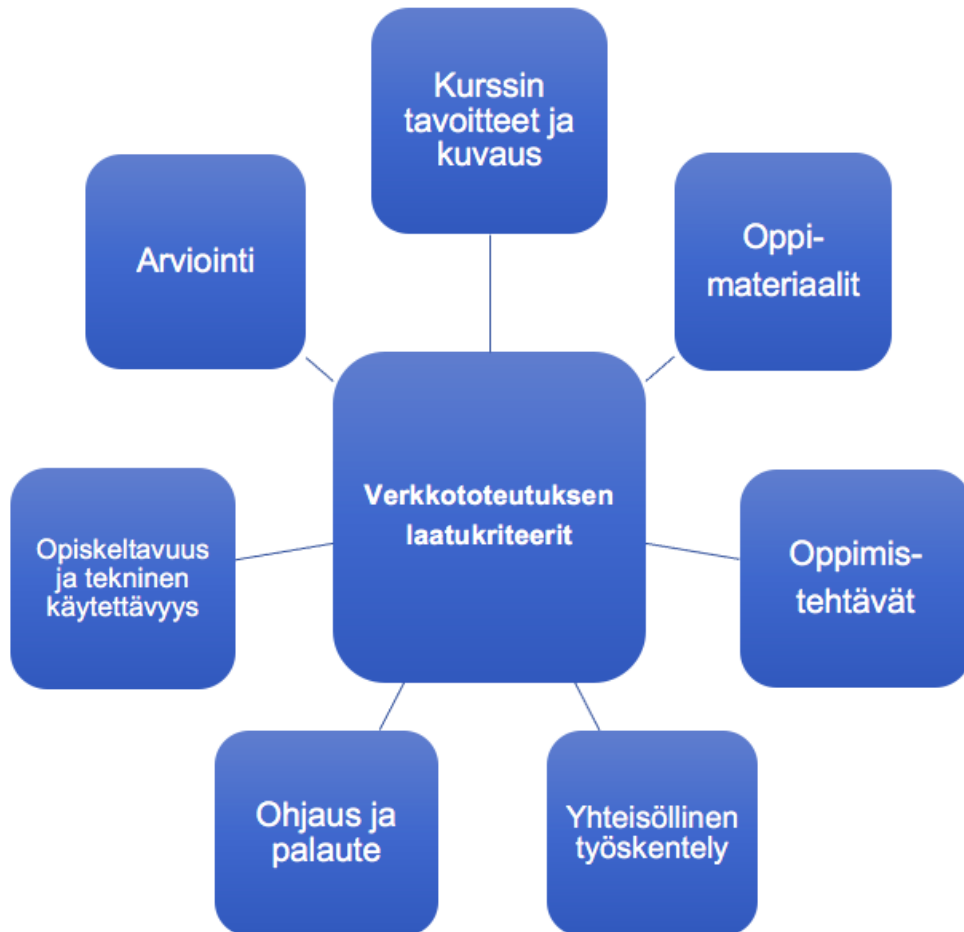 Kurssin
tavoitteet ja
kuvaus
Oppi-
materiaalit
Oppimis-
tehtävät
Yhteisöllinen
työskentely
Ohjaus ja
palaute
Opiskeltavuus
ja tekninen
käytettävyys
Arviointi
Verkkototeutuksen
laatukriteerit